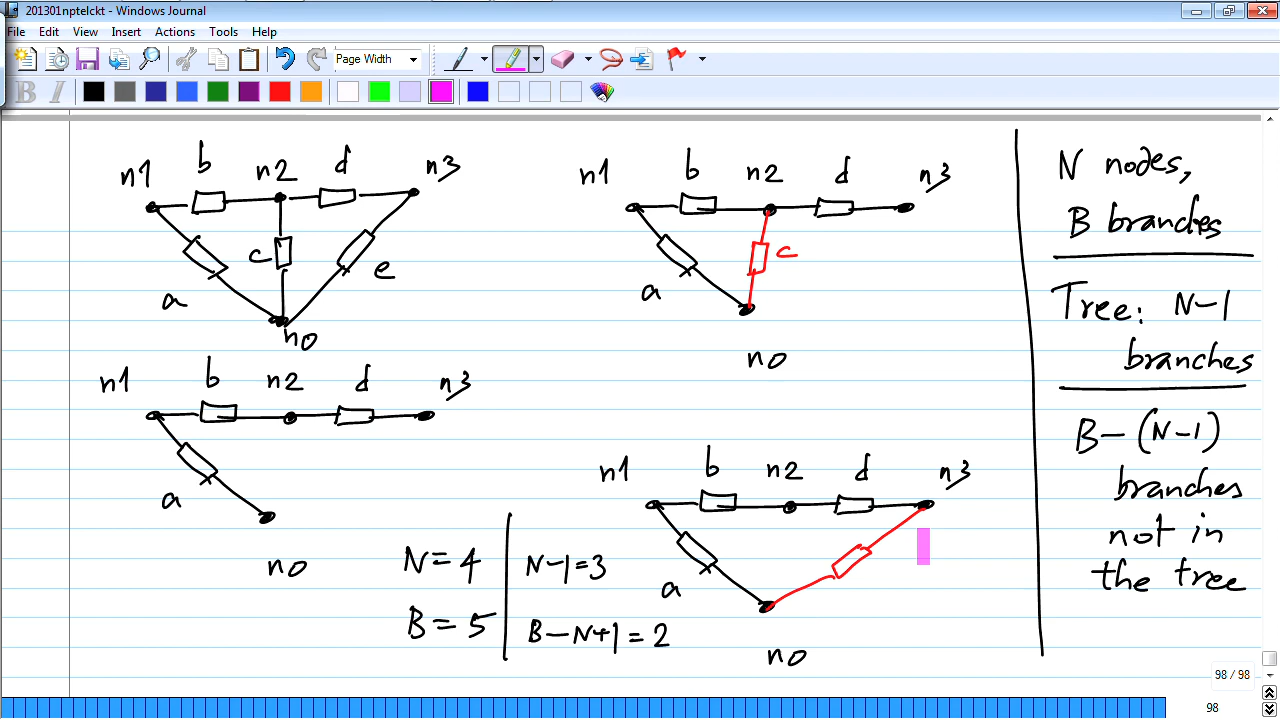 201301nptelckt - Windows Journal
File Edit View Insert Actions Tools Help
Page Width
B I
n1 b n2 d n3
a c e
n0
n1 b n2 d n3
a c
n0
n1 b n2 d n3
a
n0
n1 b n2 d n3
a
n0
N=4
B=5
N-1=3
B-N+1=2
N nodes,
B branches
Tree: N-1
branches
B-(N-1)
branches
not in
the tree
98 / 98
98